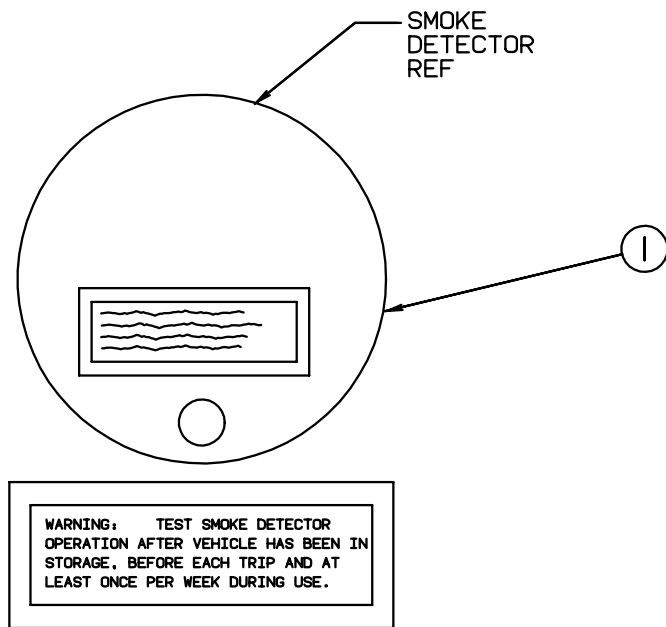 SMOKE
DETECTOR
REF
1
WARNING: TEST SMOKE DETECTOR
OPERATION AFTER VEHICLE HAS BEEN IN
STORAGE, BEFORE EACH TRIP AND AT
LEAST ONCE PER WEEK DURING USE.